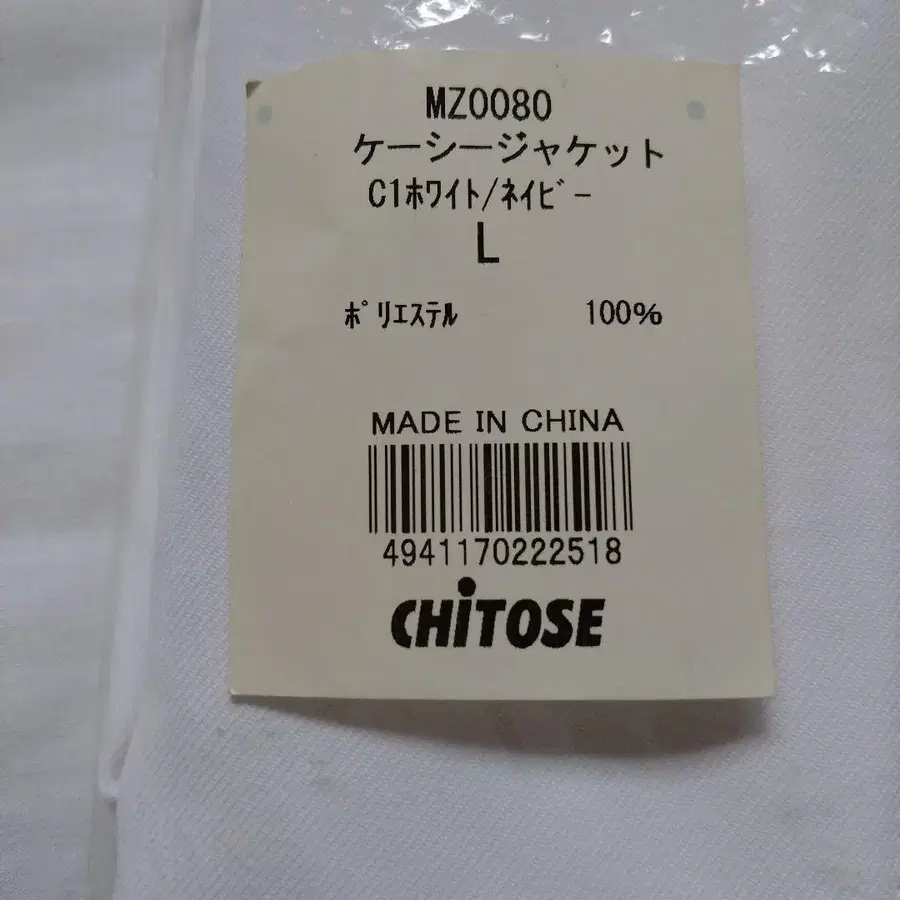 MZ0080
ケーシージャケット
C1ホワイト/ネイビー
L
ポリエステル 100%
MADE IN CHINA
4941170222518
CHiTOSE